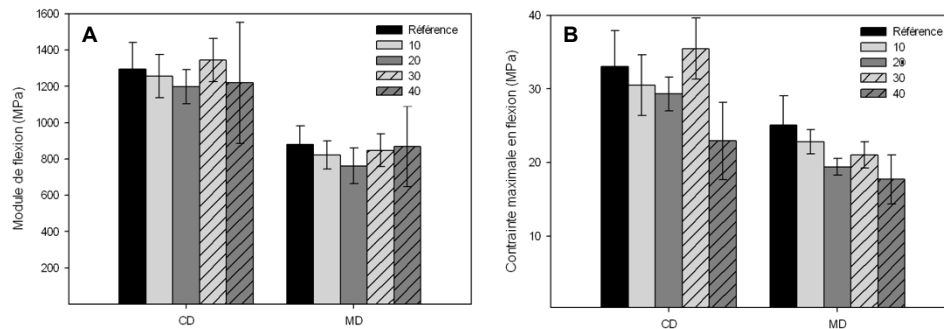 A
Module de flexion (MPa)
1600
1400
1200
1000
800
600
400
200
CD
MD
Référence
10
20
30
40
B
Contrainte maximale en flexion (MPa)
40
30
20
10
CD
MD
Référence
10
20
30
40